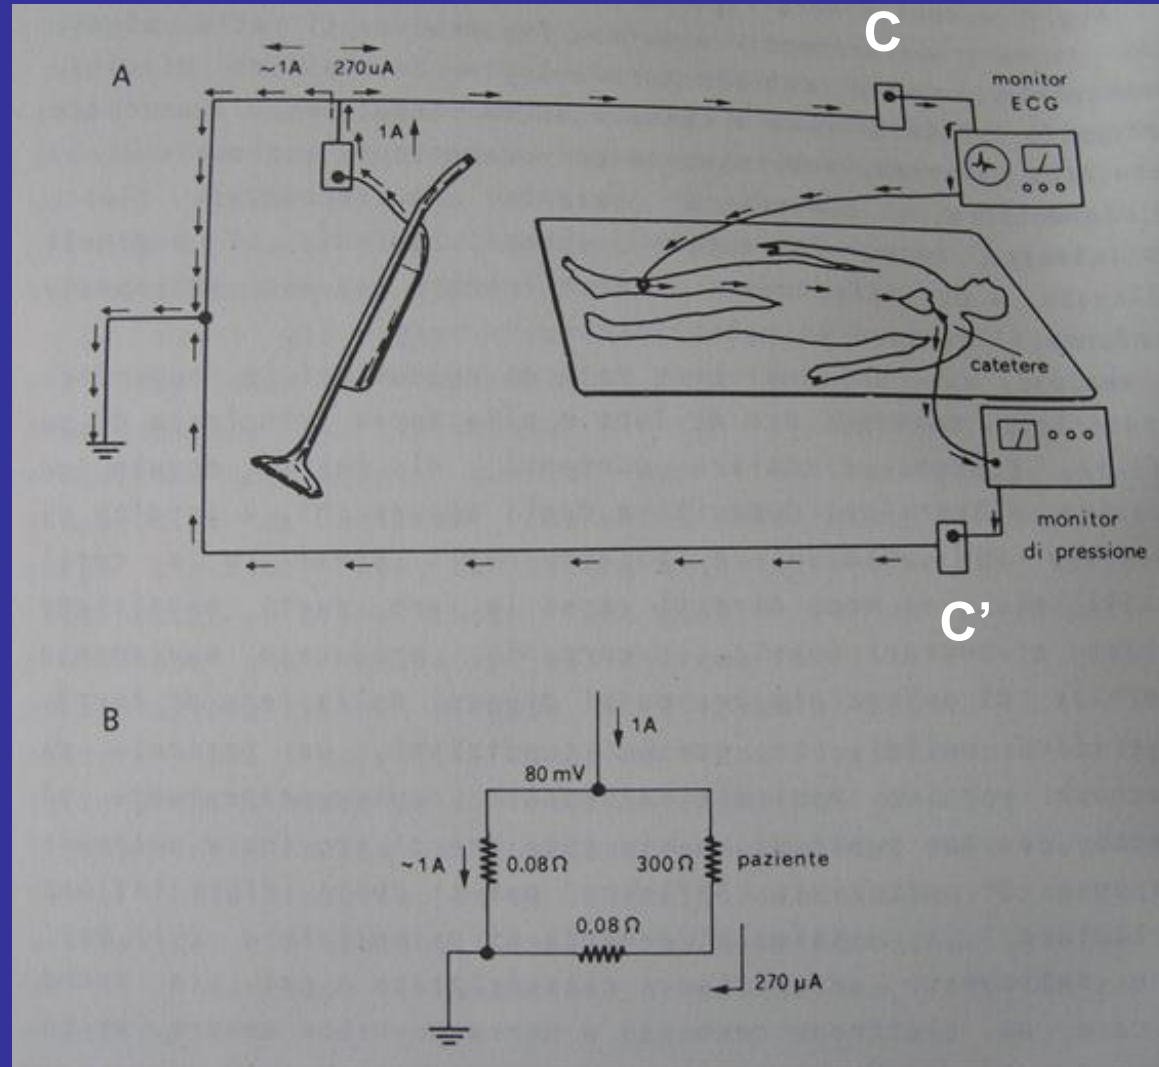 C
A
~1A 270uA
1A
monitor
ECG
catetere
monitor
di pressione
C’
B
1A
80 mV
~1A
0.08Ω
300Ω
paziente
0,08Ω
270 µA